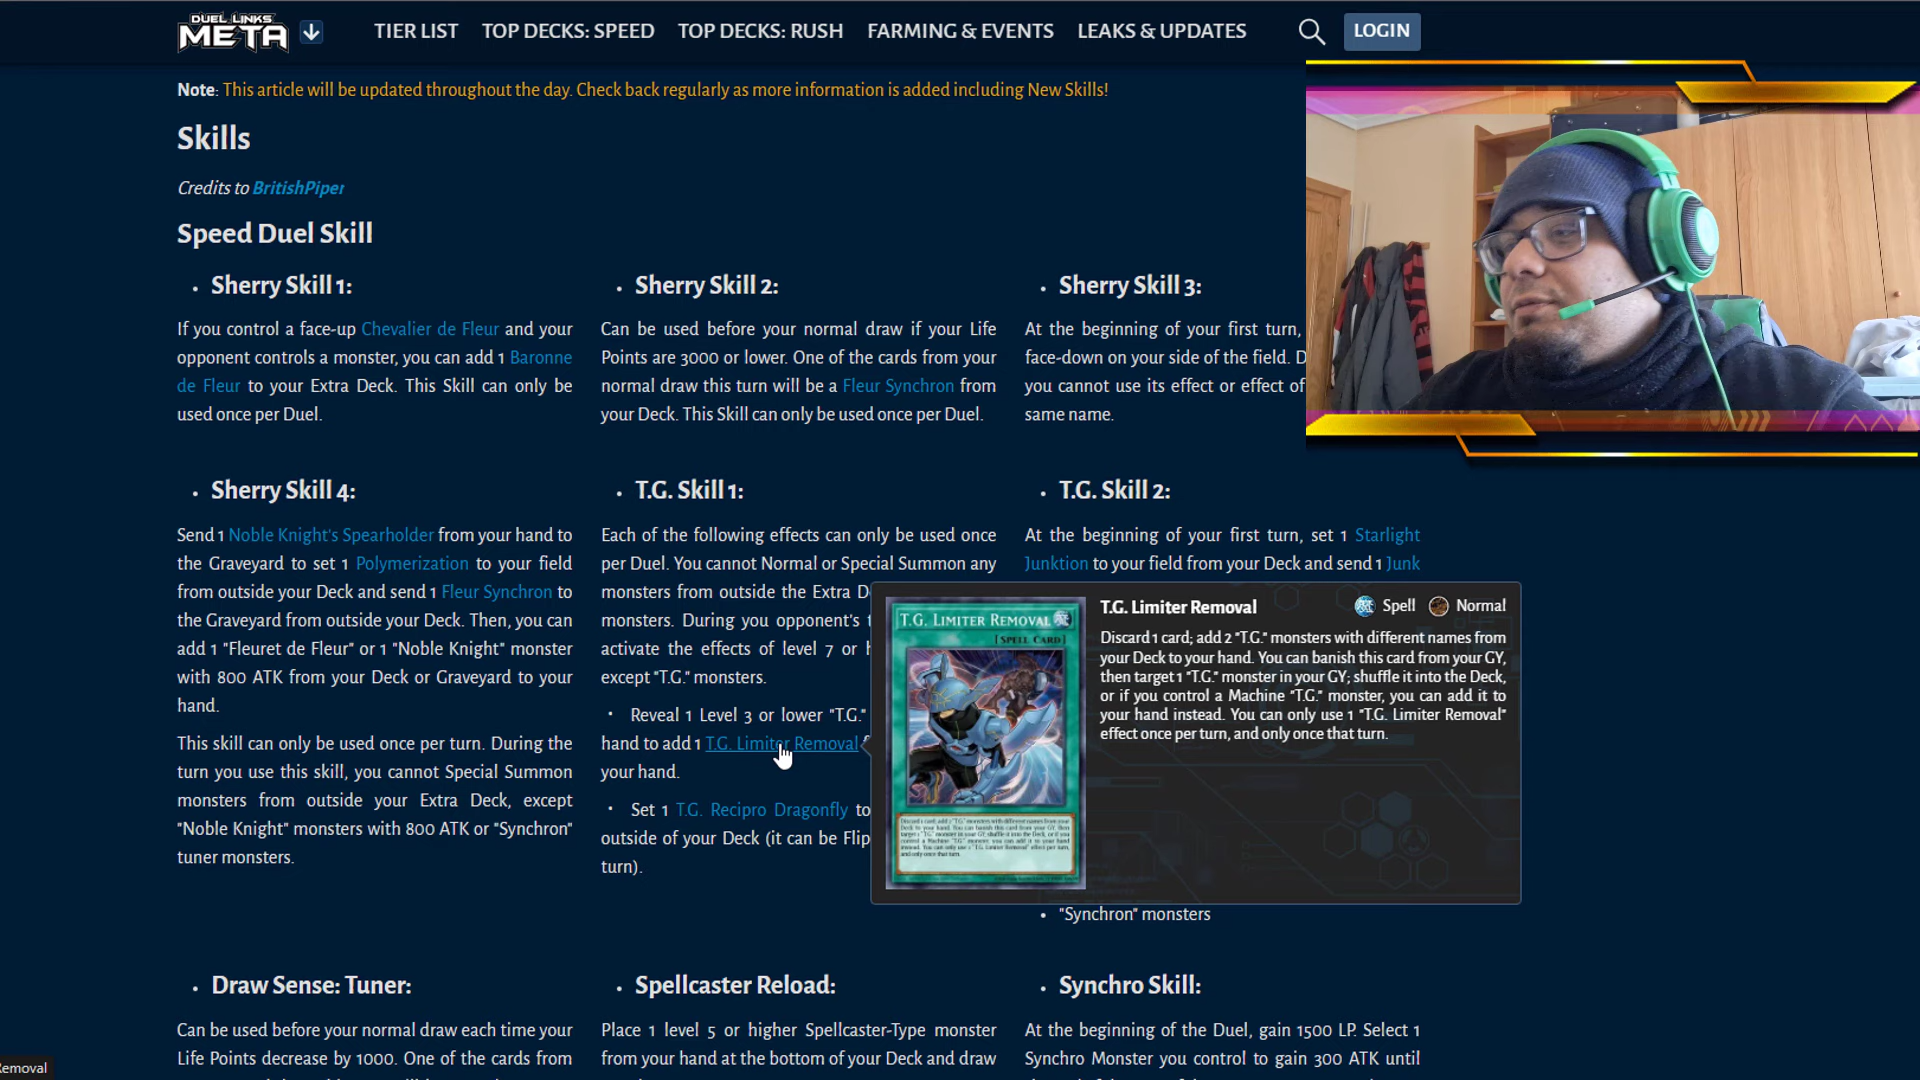 DUEL LINKS
META
TIER LIST
TOP DECKS: SPEED
TOP DECKS: RUSH
FARMING & EVENTS
LEAKS & UPDATES
LOGIN
Note: This article will be updated throughout the day. Check back regularly as more information is added including New Skills!
Skills
Credits to BritishPiper
Speed Duel Skill
• Sherry Skill 1:
If you control a face-up Chevalier de Fleur and your
opponent controls a monster, you can add 1 Baronne
de Fleur to your Extra Deck. This Skill can only be
used once per Duel.
• Sherry Skill 2:
Can be used before your normal draw if your Life
Points are 3000 or lower. One of the cards from your
normal draw this turn will be a Fleur Synchron from
your Deck. This Skill can only be used once per Duel.
• Sherry Skill 3:
At the beginning of your first turn,
face-down on your side of the field. D
you cannot use its effect or effect of
same name.
• Sherry Skill 4:
Send 1 Noble Knight's Spearholder from your hand to
the Graveyard to set 1 Polymerization to your field
from outside your Deck and send 1 Fleur Synchron to
the Graveyard from outside your Deck. Then, you can
add 1 "Fleuret de Fleur" or 1 "Noble Knight" monster
with 800 ATK from your Deck or Graveyard to your
hand.
This skill can only be used once per turn. During the
turn you use this skill, you cannot Special Summon
monsters from outside your Extra Deck, except
"Noble Knight" monsters with 800 ATK or "Synchron"
tuner monsters.
• T.G. Skill 1:
Each of the following effects can only be used once
per Duel. You cannot Normal or Special Summon any
monsters from outside the Extra D
monsters. During you opponent's
activate the effects of level 7 or h
except "T.G." monsters.
• Reveal 1 Level 3 or lower "T.G."
hand to add 1 T.G. Limiter Removal
your hand.
• Set 1 T.G. Recipro Dragonfly to
outside of your Deck (it can be Flip
turn).
• T.G. Skill 2:
At the beginning of your first turn, set 1 Starlight
Junktion to your field from your Deck and send 1 Junk
T.G. LIMITER REMOVAL
[SPELL CARD]
T.G. Limiter Removal
Spell
Normal
Discard 1 card; add 2 "T.G." monsters with different names from
your Deck to your hand. You can banish this card from your GY,
then target 1 "T.G." monster in your GY; shuffle it into the Deck,
or if you control a Machine "T.G." monster, you can add it to
your hand instead. You can only use 1 "T.G. Limiter Removal"
effect once per turn, and only once that turn.
• "Synchron" monsters
• Draw Sense: Tuner:
Can be used before your normal draw each time your
Life Points decrease by 1000. One of the cards from
• Spellcaster Reload:
Place 1 level 5 or higher Spellcaster-Type monster
from your hand at the bottom of your Deck and draw
• Synchro Skill:
At the beginning of the Duel, gain 1500 LP. Select 1
Synchro Monster you control to gain 300 ATK until
emoval